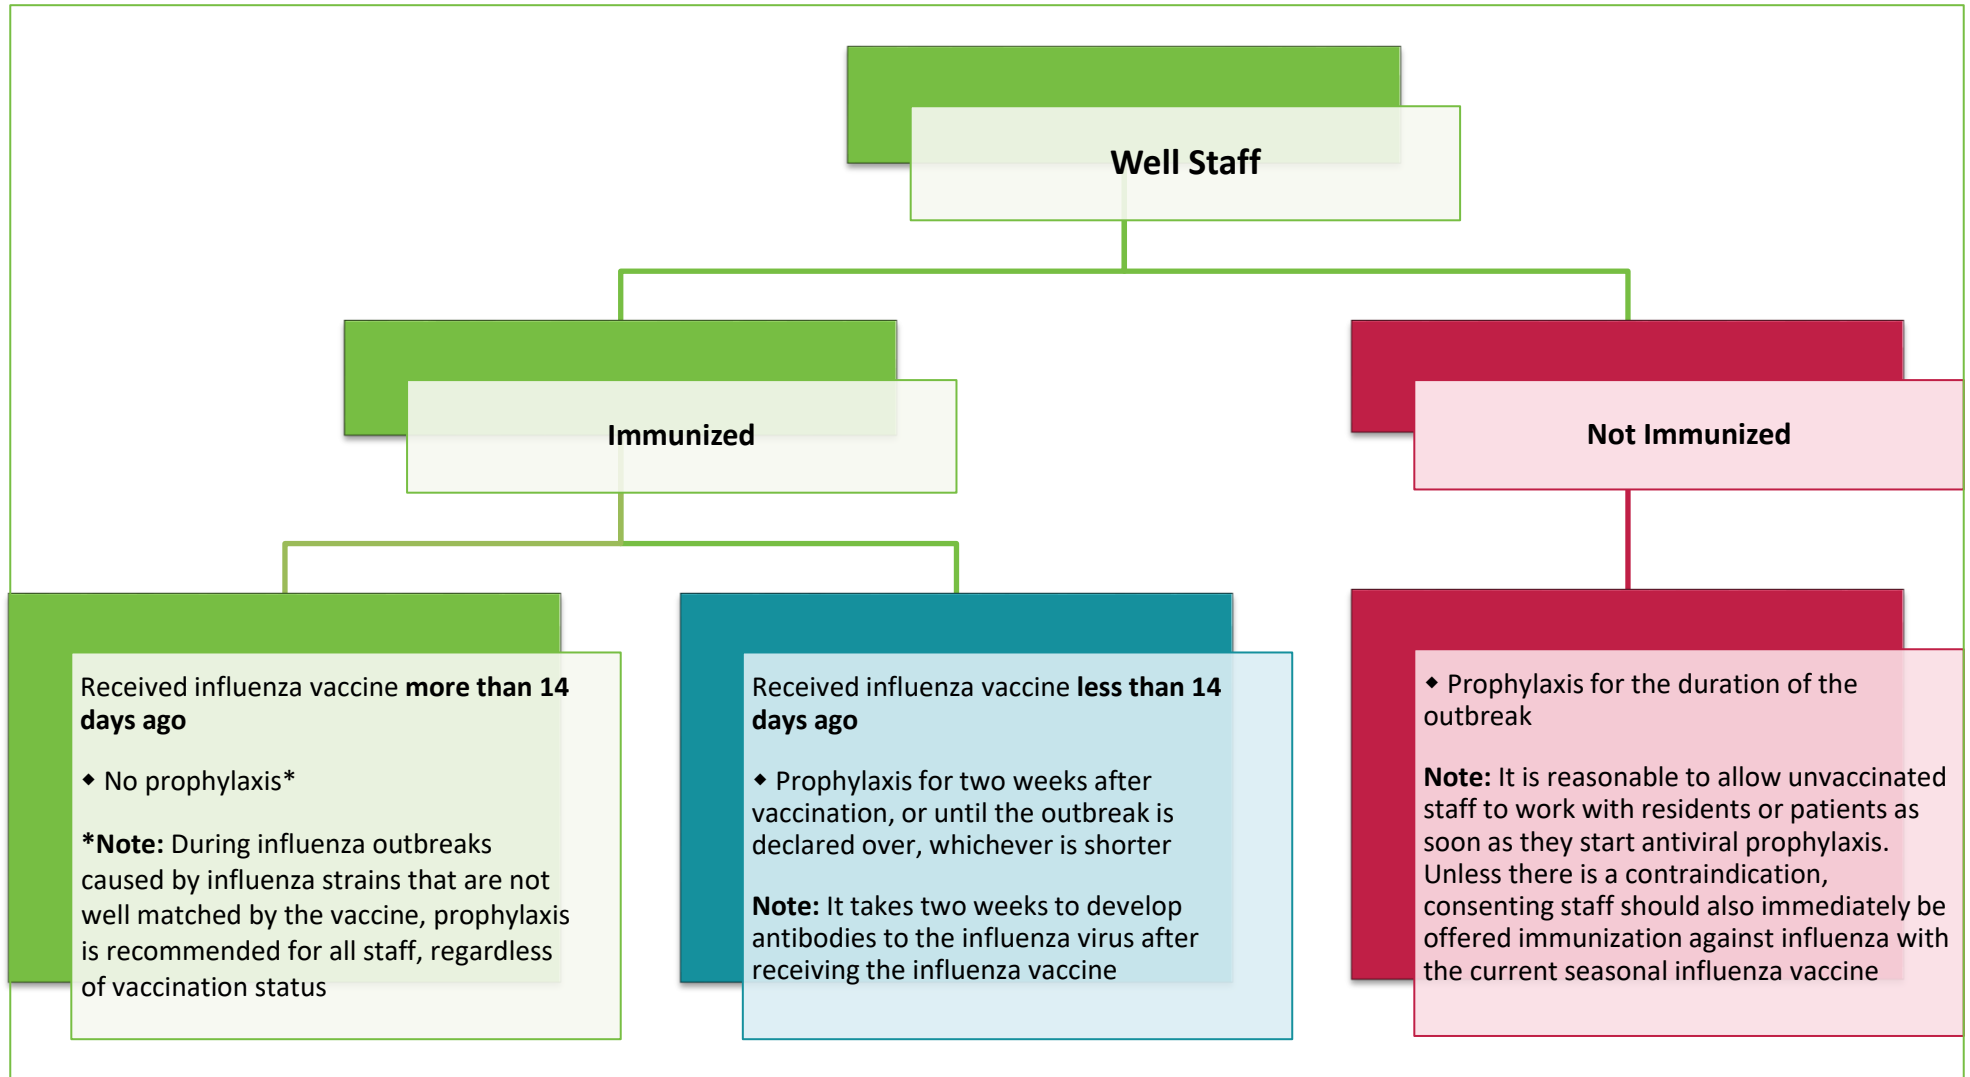 Well Staff
Immunized
Not Immunized
Received influenza vaccine more than 14
days ago
◆ No prophylaxis*
*Note: During influenza outbreaks
caused by influenza strains that are not
well matched by the vaccine, prophylaxis
is recommended for all staff, regardless
of vaccination status
Received influenza vaccine less than 14
days ago
◆ Prophylaxis for two weeks after
vaccination, or until the outbreak is
declared over, whichever is shorter
Note: It takes two weeks to develop
antibodies to the influenza virus after
receiving the influenza vaccine
◆ Prophylaxis for the duration of the
outbreak
Note: It is reasonable to allow unvaccinated
staff to work with residents or patients as
soon as they start antiviral prophylaxis.
Unless there is a contraindication,
consenting staff should also immediately be
offered immunization against influenza with
the current seasonal influenza vaccine